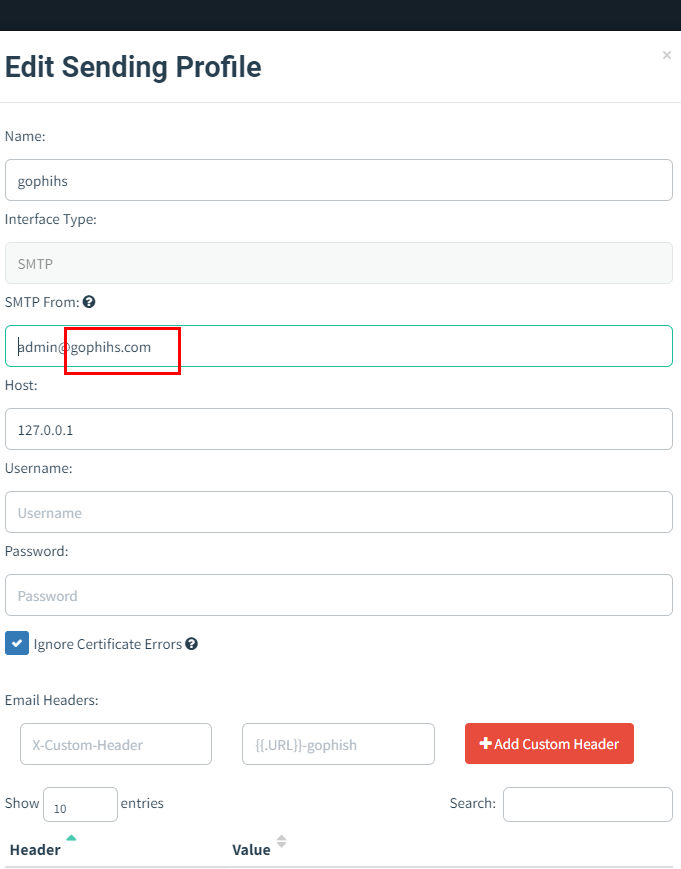 Edit Sending Profile
×
Name:
gophihs
Interface Type:
SMTP
SMTP From:
admin@gophihs.com
Host:
127.0.0.1
Username:
Username
Password:
Password
Ignore Certificate Errors
Email Headers:
X-Custom-Header {{.URL}}-gophish + Add Custom Header
Show 10 entries Search:
Header Value